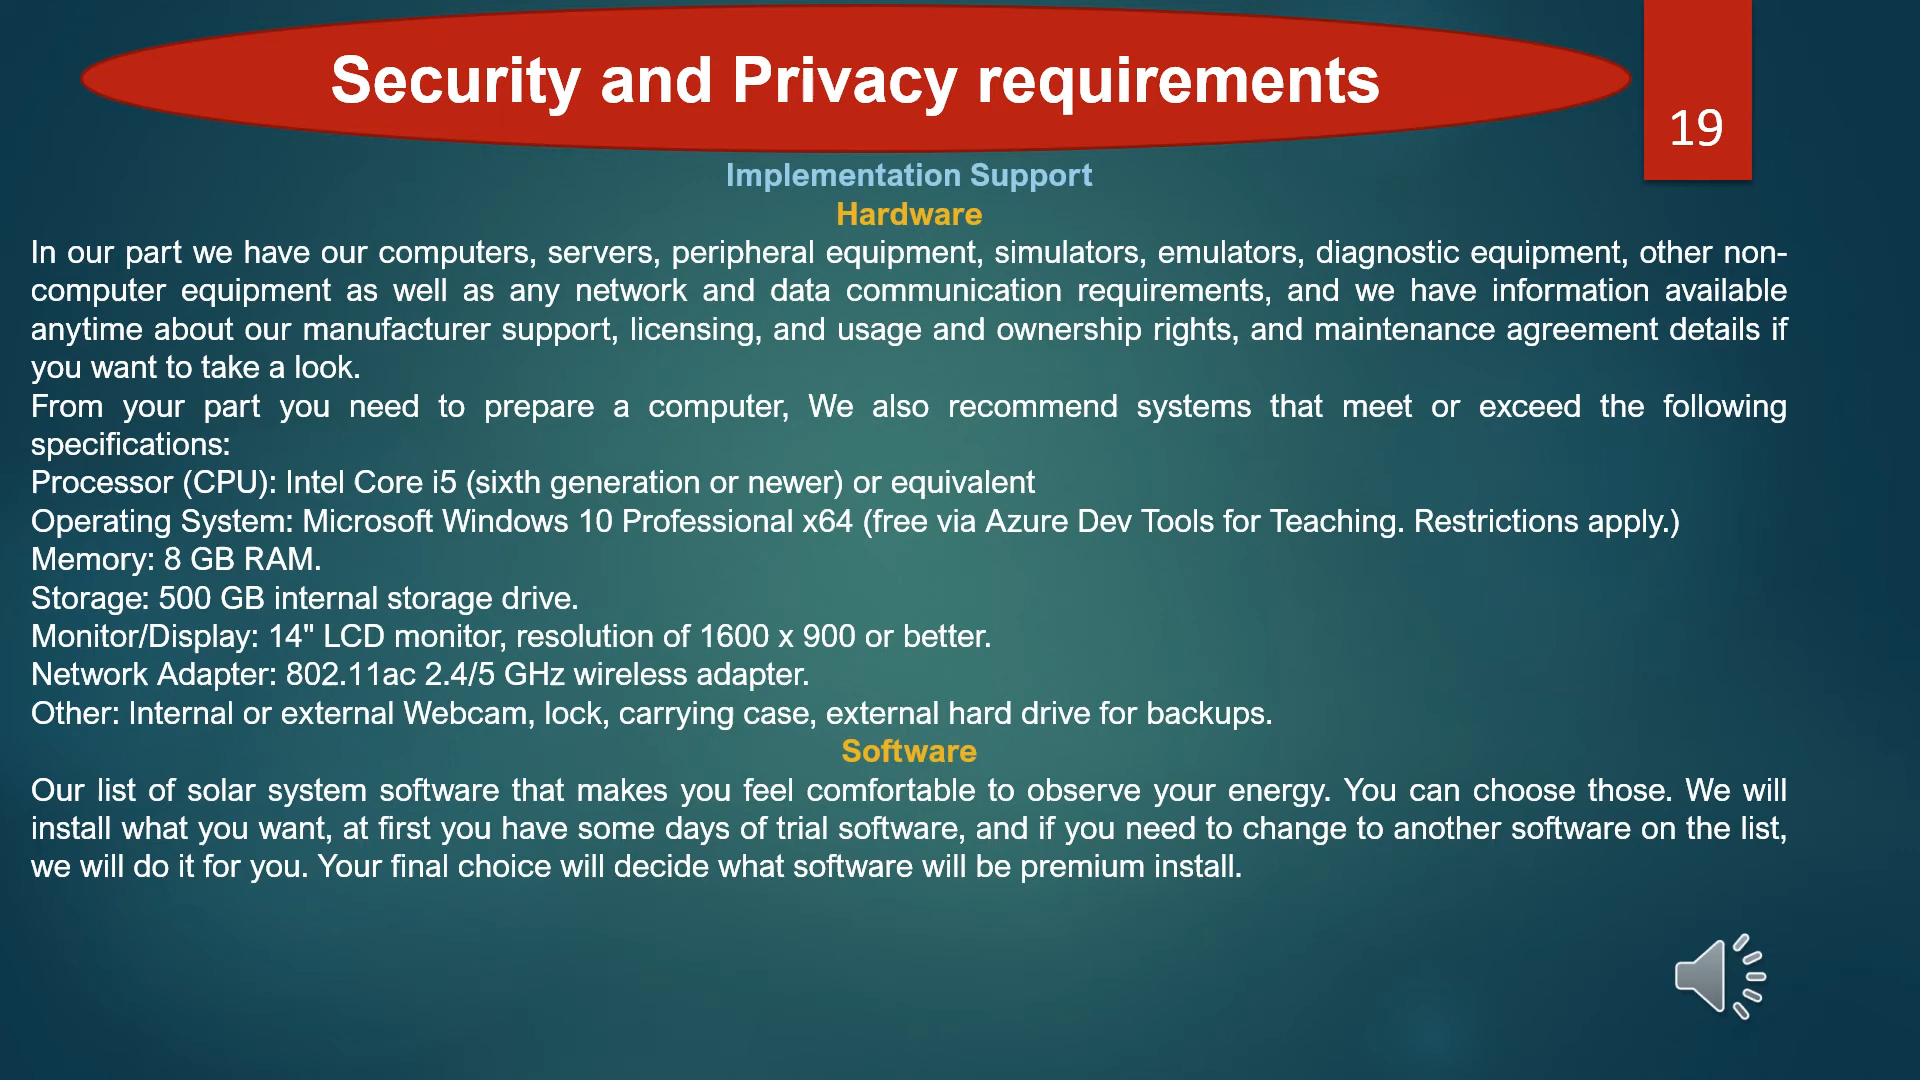 Security and Privacy requirements
19
Implementation Support
Hardware
In our part we have our computers, servers, peripheral equipment, simulators, emulators, diagnostic equipment, other non-
computer equipment as well as any network and data communication requirements, and we have information available
anytime about our manufacturer support, licensing, and usage and ownership rights, and maintenance agreement details if
you want to take a look.
From your part you need to prepare a computer, We also recommend systems that meet or exceed the following
specifications:
Processor (CPU): Intel Core i5 (sixth generation or newer) or equivalent
Operating System: Microsoft Windows 10 Professional x64 (free via Azure Dev Tools for Teaching. Restrictions apply.)
Memory: 8 GB RAM.
Storage: 500 GB internal storage drive.
Monitor/Display: 14" LCD monitor, resolution of 1600 x 900 or better.
Network Adapter: 802.11ac 2.4/5 GHz wireless adapter.
Other: Internal or external Webcam, lock, carrying case, external hard drive for backups.
Software
Our list of solar system software that makes you feel comfortable to observe your energy. You can choose those. We will
install what you want, at first you have some days of trial software, and if you need to change to another software on the list,
we will do it for you. Your final choice will decide what software will be premium install.